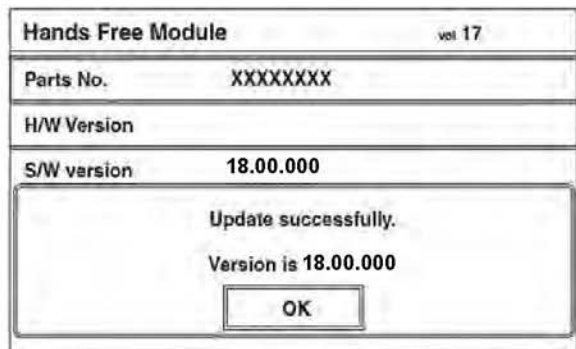 Hands Free Module vol 17
Parts No. XXXXXXXX
H/W Version
S/W version 18.00.000
Update successfully.
Version is 18.00.000
OK